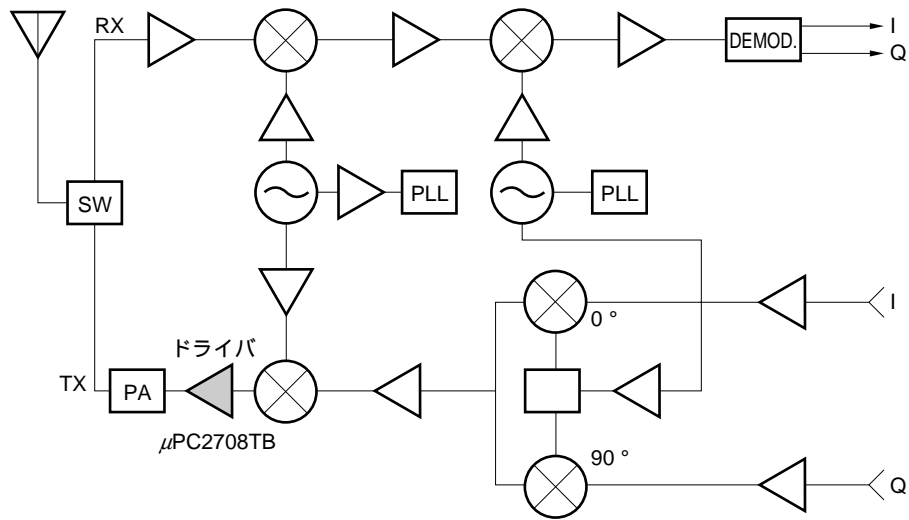 RX
DEMOD.
I
Q
SW
PLL
PLL
0 °
I
ドライバ
TX
PA
μPC2708TB
90 °
Q